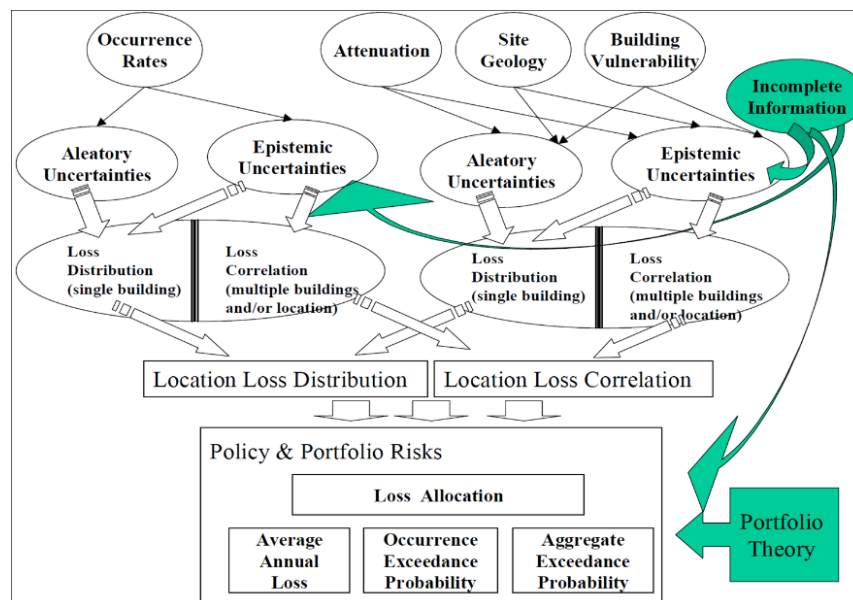 Occurrence
Rates
Attenuation
Site
Geology
Building
Vulnerability
Incomplete
Information
Aleatory
Uncertainties
Epistemic
Uncertainties
Aleatory
Uncertainties
Epistemic
Uncertainties
Loss
Distribution
(single building)
Loss
Correlation
(multiple buildings
and/or location)
Loss
Distribution
(single building)
Loss
Correlation
(multiple buildings
and/or location)
Location Loss Distribution
Location Loss Correlation
Policy & Portfolio Risks
Loss Allocation
Average
Annual
Loss
Occurrence
Exceedance
Probability
Aggregate
Exceedance
Probability
Portfolio
Theory